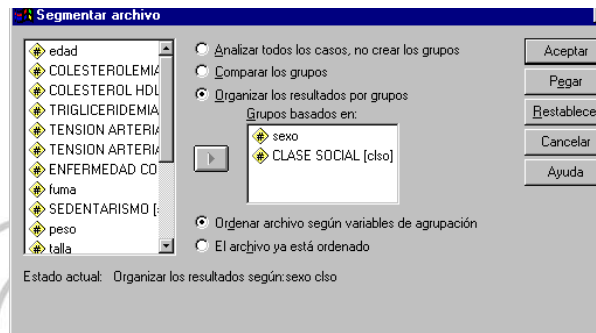 Segmentar archivo
edad
COLESTEROLEMIA
COLESTEROL HDL
TRIGLICERIDEMIA
TENSION ARTERIA
TENSION ARTERIA
ENFERMEDAD CO
fuma
SEDENTARISMO [
peso
talla
Analizar todos los casos, no crear los grupos
Comparar los grupos
Organizar los resultados por grupos
Grupos basados en:
sexo
CLASE SOCIAL [clso]
Ordenar archivo según variables de agrupación
El archivo ya está ordenado
Aceptar
Pegar
Restablece
Cancelar
Ayuda
Estado actual: Organizar los resultados según:sexo clso